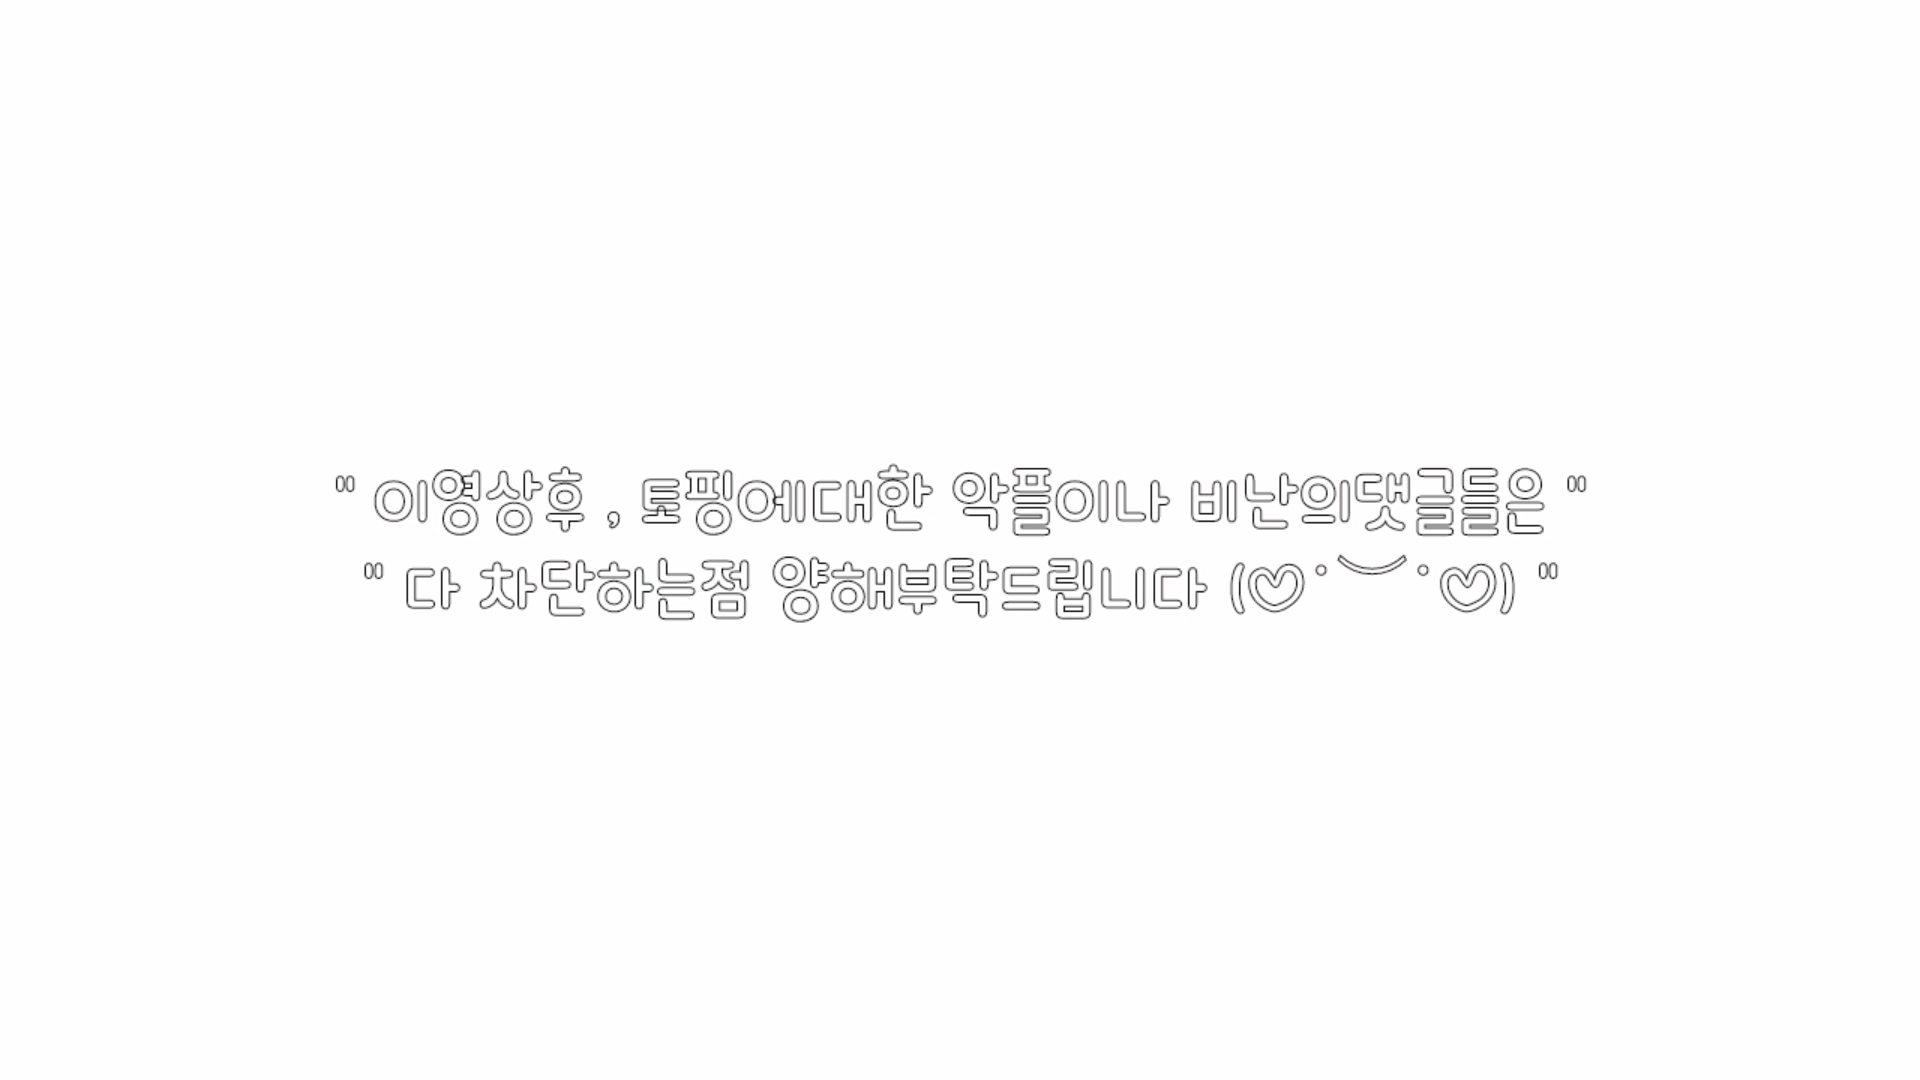 " 이영상후 , 토핑에대한 악플이나 비난의댓글들은 "
" 다 차단하는점 양해부탁드립니다 (♡˙︶˙♡) "